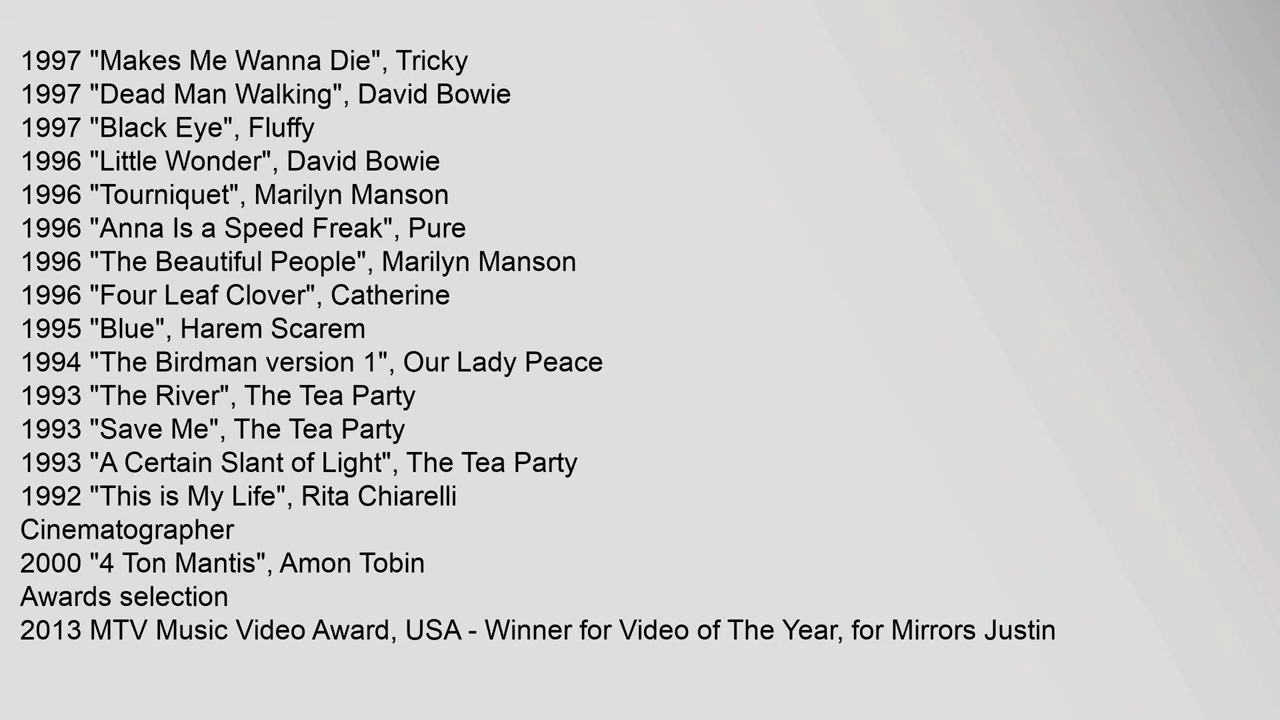 1997 "Makes Me Wanna Die", Tricky
1997 "Dead Man Walking", David Bowie
1997 "Black Eye", Fluffy
1996 "Little Wonder", David Bowie
1996 "Tourniquet", Marilyn Manson
1996 "Anna Is a Speed Freak", Pure
1996 "The Beautiful People", Marilyn Manson
1996 "Four Leaf Clover", Catherine
1995 "Blue", Harem Scarem
1994 "The Birdman version 1", Our Lady Peace
1993 "The River", The Tea Party
1993 "Save Me", The Tea Party
1993 "A Certain Slant of Light", The Tea Party
1992 "This is My Life", Rita Chiarelli
Cinematographer
2000 "4 Ton Mantis", Amon Tobin
Awards selection
2013 MTV Music Video Award, USA - Winner for Video of The Year, for Mirrors Justin